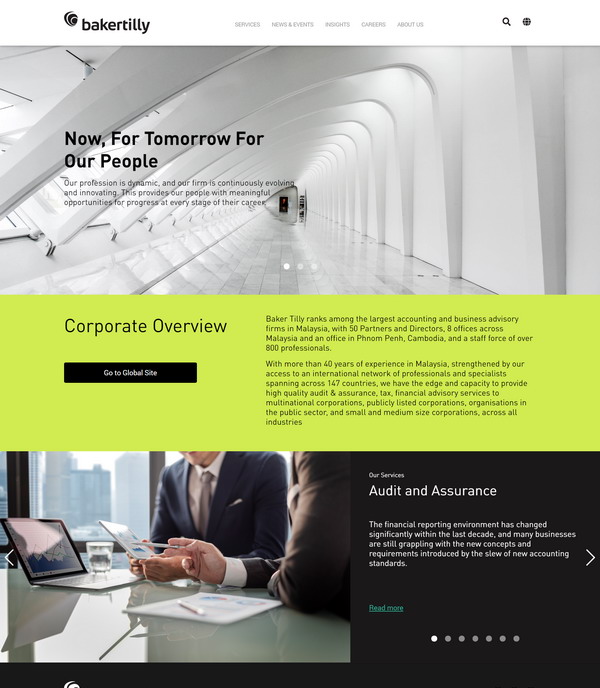 bakertilly
SERVICES
NEWS & EVENTS
INSIGHTS
CAREERS
ABOUT US
Now, For Tomorrow For
Our People
Our profession is dynamic, and our firm is continuously evolving
and innovating. This provides our people with meaningful
opportunities for progress at every stage of their career.
Corporate Overview
Go to Global Site
Baker Tilly ranks among the largest accounting and business advisory
firms in Malaysia, with 50 Partners and Directors, 8 offices across
Malaysia and an office in Phnom Penh, Cambodia, and a staff force of over
800 professionals.
With more than 40 years of experience in Malaysia, strengthened by our
access to an international network of professionals and specialists
spanning across 147 countries, we have the edge and capacity to provide
high quality audit & assurance, tax, financial advisory services to
multinational corporations, publicly listed corporations, organisations in
the public sector, and small and medium size corporations, across all
industries
Our Services
Audit and Assurance
The financial reporting environment has changed
significantly within the last decade, and many businesses
are still grappling with the new concepts and
requirements introduced by the slew of new accounting
standards.
Read more